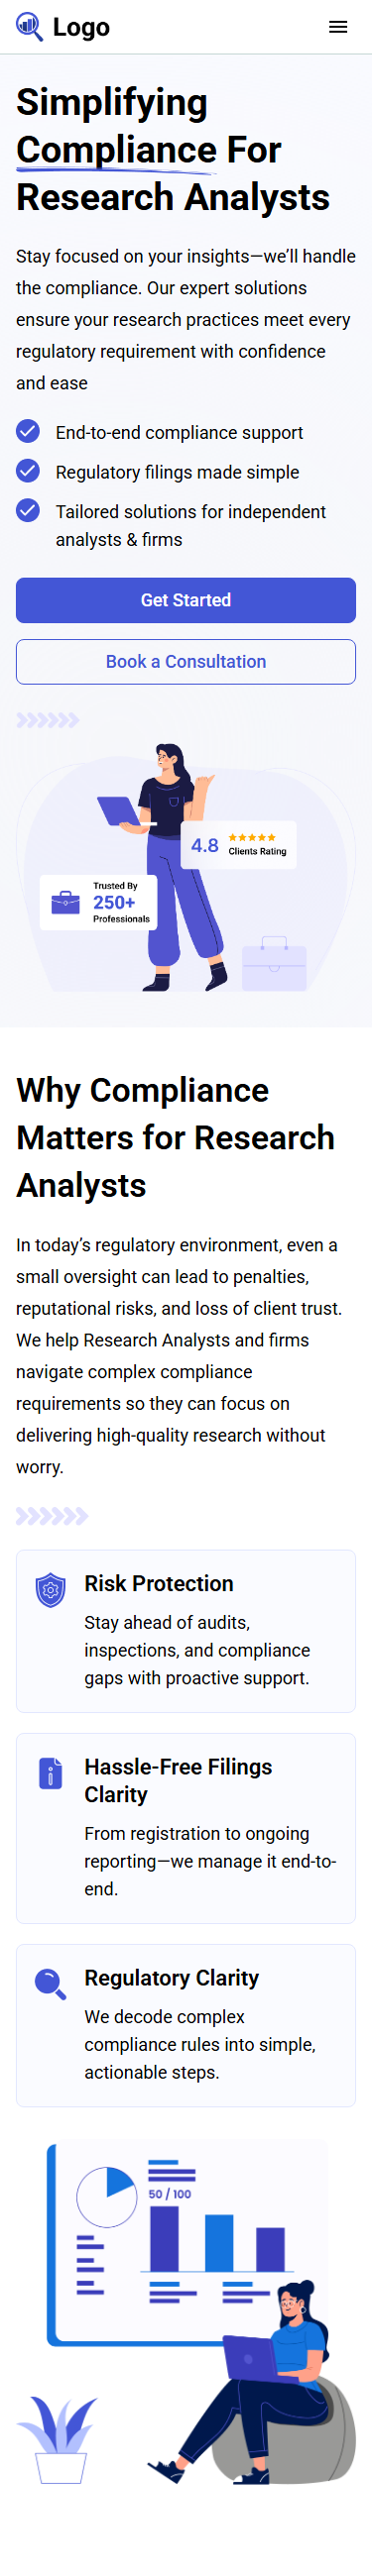 Logo
Simplifying
Compliance For
Research Analysts
Stay focused on your insights—we’ll handle
the compliance. Our expert solutions
ensure your research practices meet every
regulatory requirement with confidence
and ease
End-to-end compliance support
Regulatory filings made simple
Tailored solutions for independent
analysts & firms
Get Started
Book a Consultation
4.8
Clients Rating
Trusted By
250+
Professionals
Why Compliance
Matters for Research
Analysts
In today’s regulatory environment, even a
small oversight can lead to penalties,
reputational risks, and loss of client trust.
We help Research Analysts and firms
navigate complex compliance
requirements so they can focus on
delivering high-quality research without
worry.
Risk Protection
Stay ahead of audits,
inspections, and compliance
gaps with proactive support.
Hassle-Free Filings
Clarity
From registration to ongoing
reporting—we manage it end-to-
end.
Regulatory Clarity
We decode complex
compliance rules into simple,
actionable steps.
50 / 100